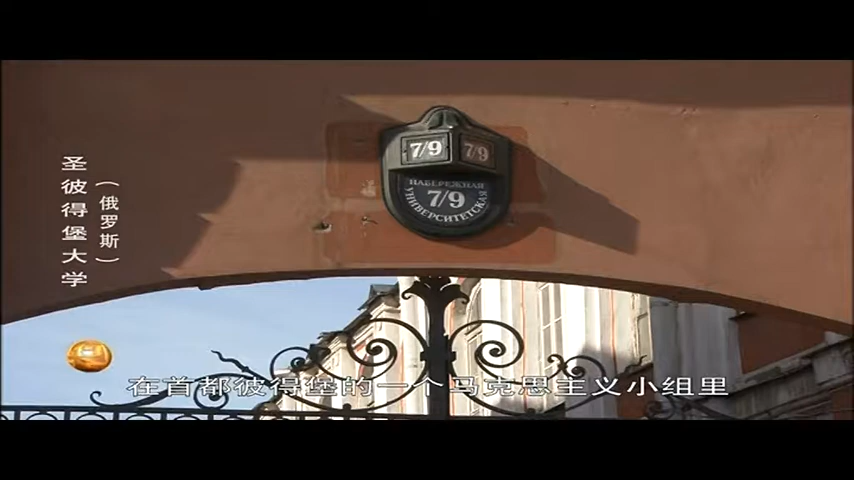 圣彼得堡大学
（俄罗斯）
7/9
7/9
НАБЕРЕЖНАЯ
7/9
УНИВЕРСИТЕТСКАЯ
在首都彼得堡的一个马克思主义小组里